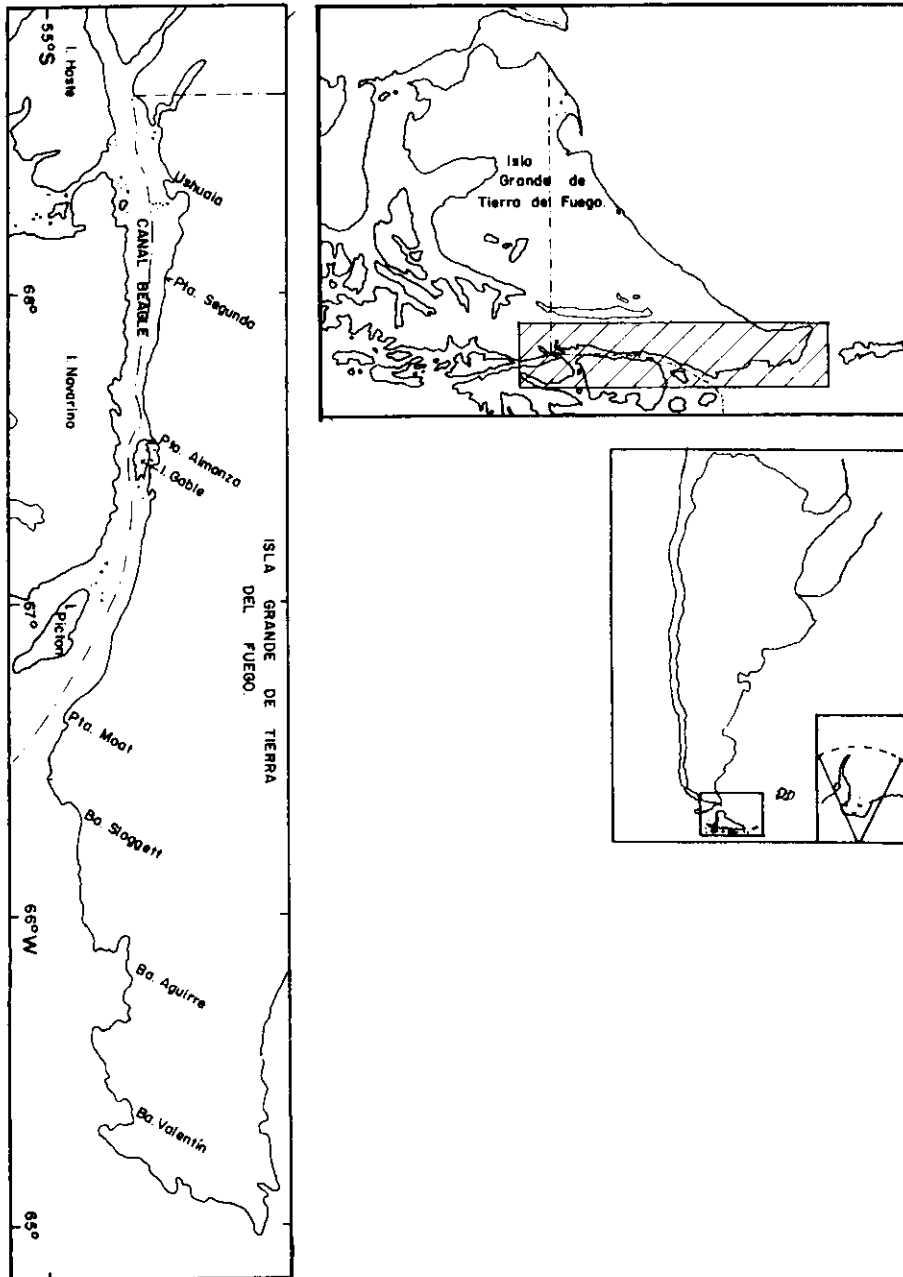 55°S
I. Hoste
Ushuaia
CANAL BEAGLE
68°
Pta. Segunda
I. Navarino
Pta. Almanza
I. Gable
67°
I. Picton
ISLA GRANDE DE TIERRA
DEL FUEGO.
Pta. Moat
Ba. Sloggett
66°W
Ba. Aguirre
Ba. Valentín
65°
Isla
Grande de
Tierra del Fuego.